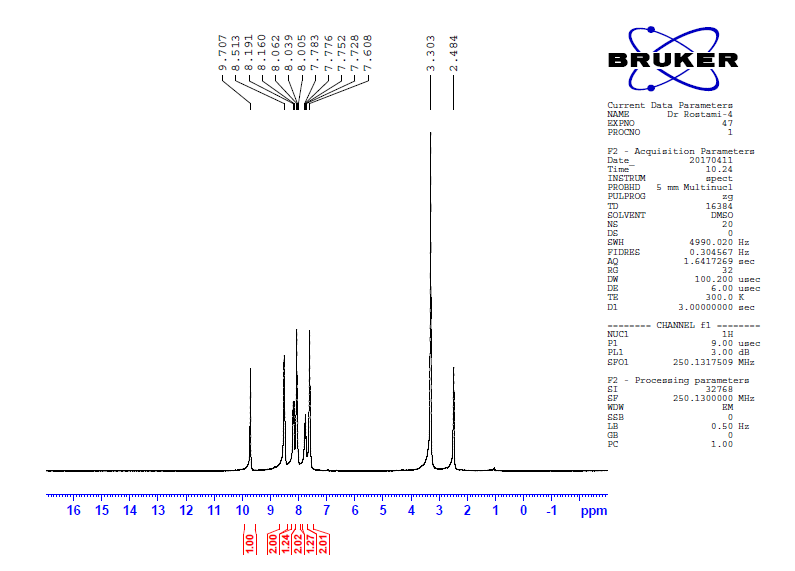 9.707
8.513
8.191
8.160
8.062
8.039
8.005
7.783
7.776
7.752
7.728
7.608
3.303
2.484
BRUKER
Current Data Parameters
NAME Dr Rostami-4
EXPNO 47
PROCNO 1
F2 - Acquisition Parameters
Date_ 20170411
Time 10.24
INSTRUM spect
PROBHD 5 mm Multinucl
PULPROG zg
TD 16384
SOLVENT DMSO
NS 20
DS 0
SWH 4990.020 Hz
FIDRES 0.304567 Hz
AQ 1.6417269 sec
RG 32
DW 100.200 usec
DE 6.00 usec
TE 300.0 K
D1 3.00000000 sec
======== CHANNEL f1 ========
NUC1 1H
P1 9.00 usec
PL1 3.00 dB
SFO1 250.1317509 MHz
F2 - Processing parameters
SI 32768
SF 250.1300000 MHz
WDW EM
SSB 0
LB 0.50 Hz
GB 0
PC 1.00
16 15 14 13 12 11 10 9 8 7 6 5 4 3 2 1 0 -1 ppm
1.00
2.00
1.24
2.02
1.27
2.01